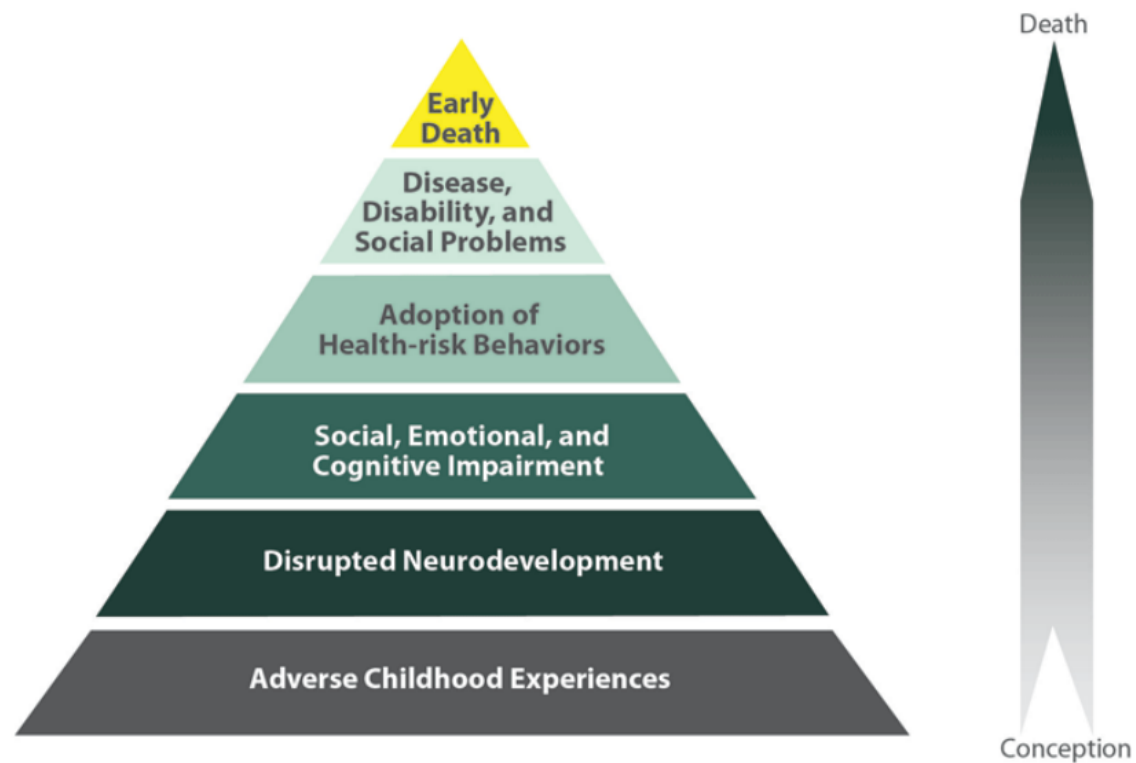 Death
Early
Death
Disease,
Disability, and
Social Problems
Adoption of
Health-risk Behaviors
Social, Emotional, and
Cognitive Impairment
Disrupted Neurodevelopment
Adverse Childhood Experiences
Conception